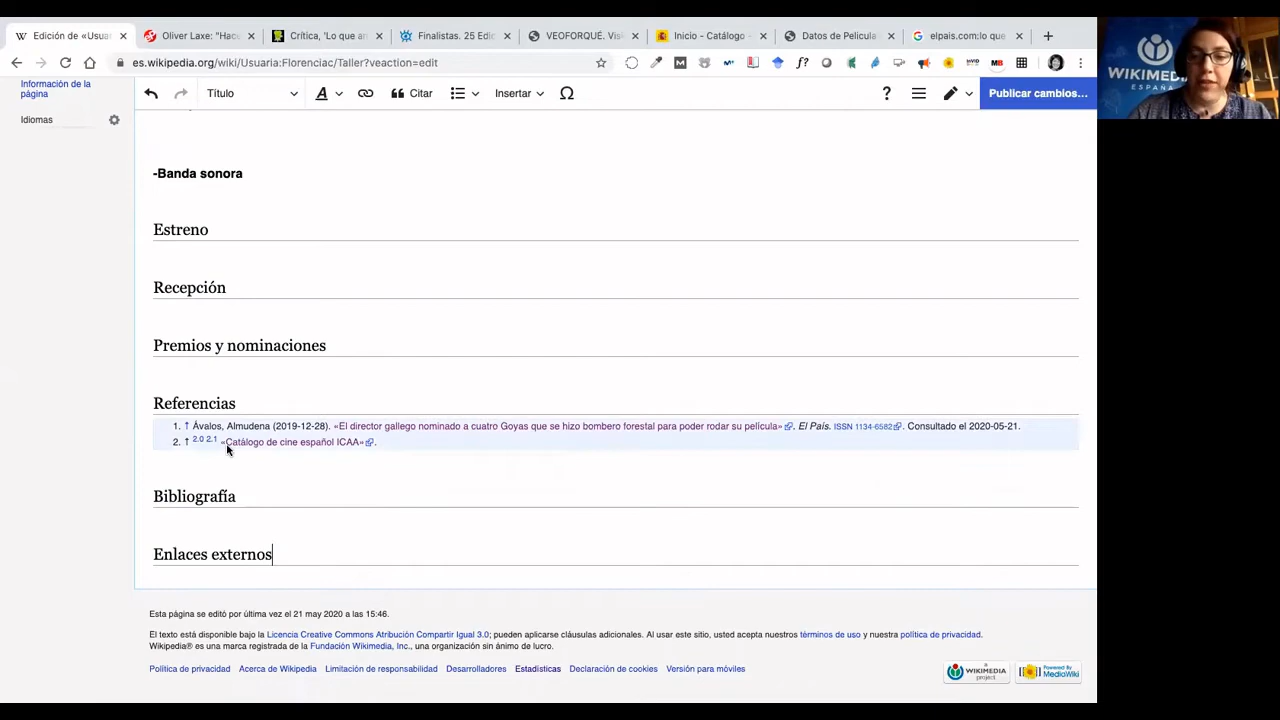 Edición de «Usua
Oliver Laxe: "Hace
Crítica, 'Lo que ar
Finalistas. 25 Edic
VEOFORQUÉ. Visi
Inicio - Catálogo -
Datos de Película
elpais.com:lo que
es.wikipedia.org/wiki/Usuaria:Florenciac/Taller?veaction=edit
Información de la
página
Idiomas
Título
A
Citar
Insertar
Ω
?
Publicar cambios...
-Banda sonora
Estreno
Recepción
Premios y nominaciones
Referencias
1. ↑ Ávalos, Almudena (2019-12-28). «El director gallego nominado a cuatro Goyas que se hizo bombero forestal para poder rodar su película». El País. ISSN 1134-6582. Consultado el 2020-05-21.
2. ↑ 2.0 2.1 «Catálogo de cine español ICAA».
Bibliografía
Enlaces externos
Esta página se editó por última vez el 21 may 2020 a las 15:46.
El texto está disponible bajo la Licencia Creative Commons Atribución Compartir Igual 3.0; pueden aplicarse cláusulas adicionales. Al usar este sitio, usted acepta nuestros términos de uso y nuestra política de privacidad.
Wikipedia® es una marca registrada de la Fundación Wikimedia, Inc., una organización sin ánimo de lucro.
Política de privacidad Acerca de Wikipedia Limitación de responsabilidad Desarrolladores Estadísticas Declaración de cookies Versión para móviles
a
WIKIMEDIA
project
Powered By
MediaWiki
WIKIMEDI
ESPAÑA